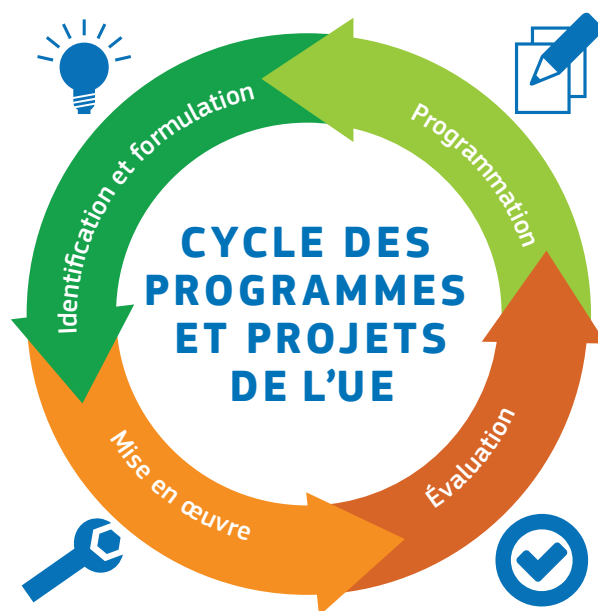 CYCLE DES
PROGRAMMES
ET PROJETS
DE L’UE
Programmation
Identification et formulation
Mise en œuvre
Évaluation